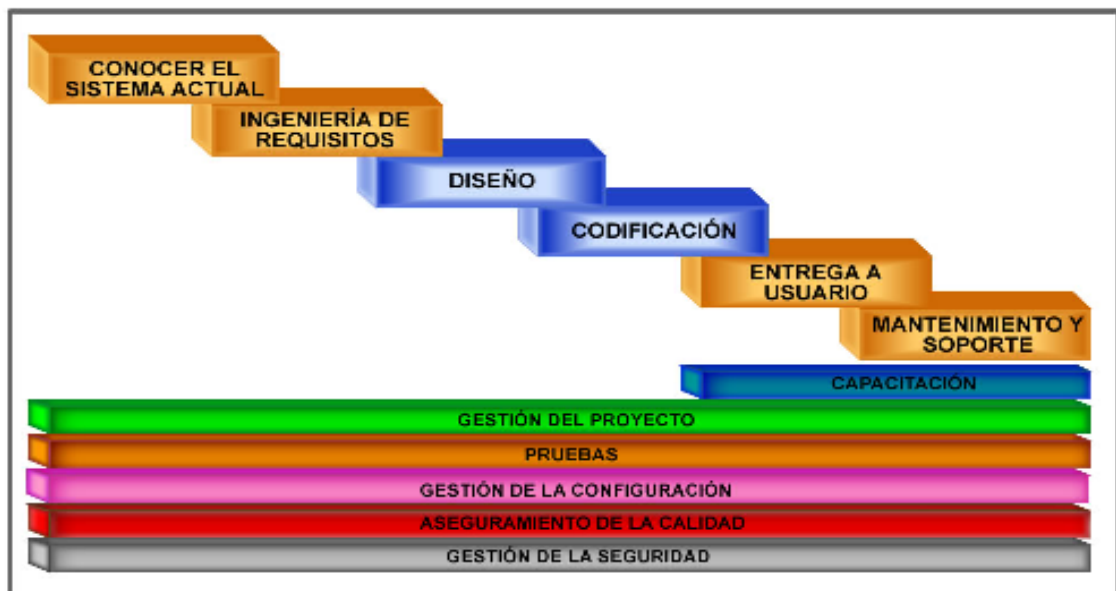 CONOCER EL
SISTEMA ACTUAL
INGENIERÍA DE
REQUISITOS
DISEÑO
CODIFICACIÓN
ENTREGA A
USUARIO
MANTENIMIENTO Y
SOPORTE
CAPACITACIÓN
GESTIÓN DEL PROYECTO
PRUEBAS
GESTIÓN DE LA CONFIGURACIÓN
ASEGURAMIENTO DE LA CALIDAD
GESTIÓN DE LA SEGURIDAD